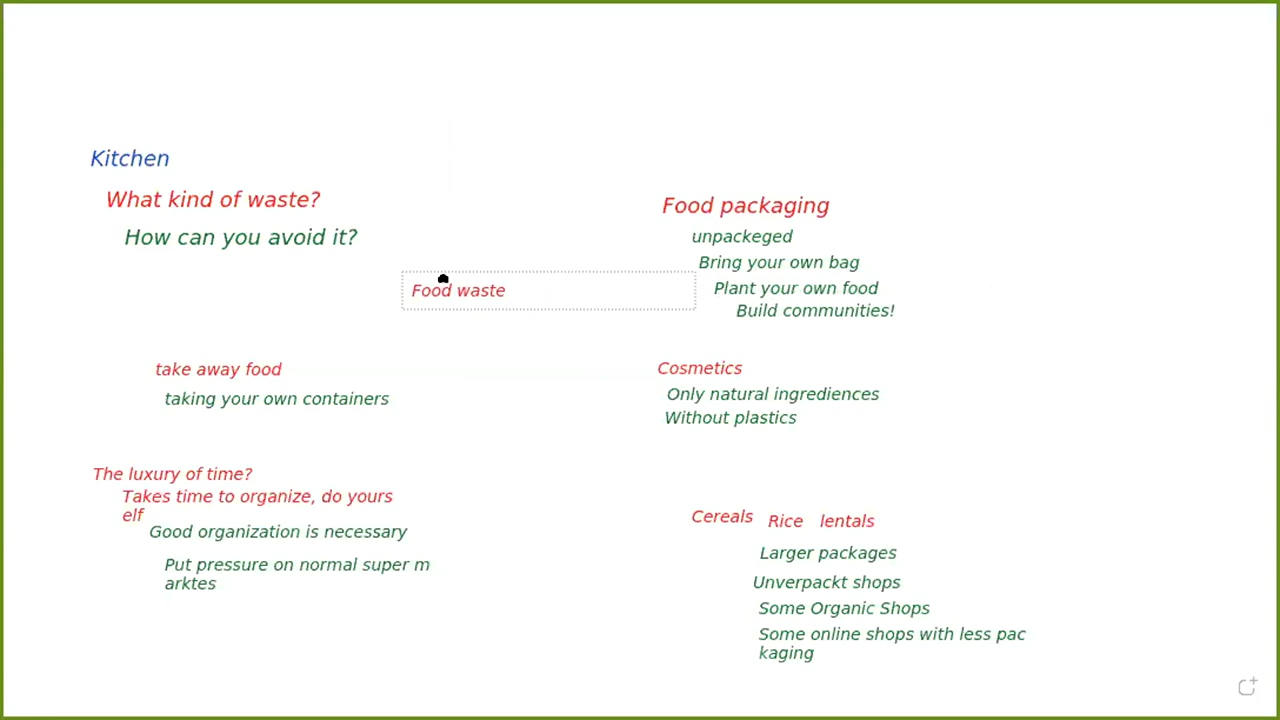 Kitchen
What kind of waste?
How can you avoid it?
Food waste
take away food
taking your own containers
The luxury of time?
Takes time to organize, do yours
elf
Good organization is necessary
Put pressure on normal super m
arktes
Food packaging
unpackeged
Bring your own bag
Plant your own food
Build communities!
Cosmetics
Only natural ingrediences
Without plastics
Cereals Rice lentals
Larger packages
Unverpackt shops
Some Organic Shops
Some online shops with less pac
kaging